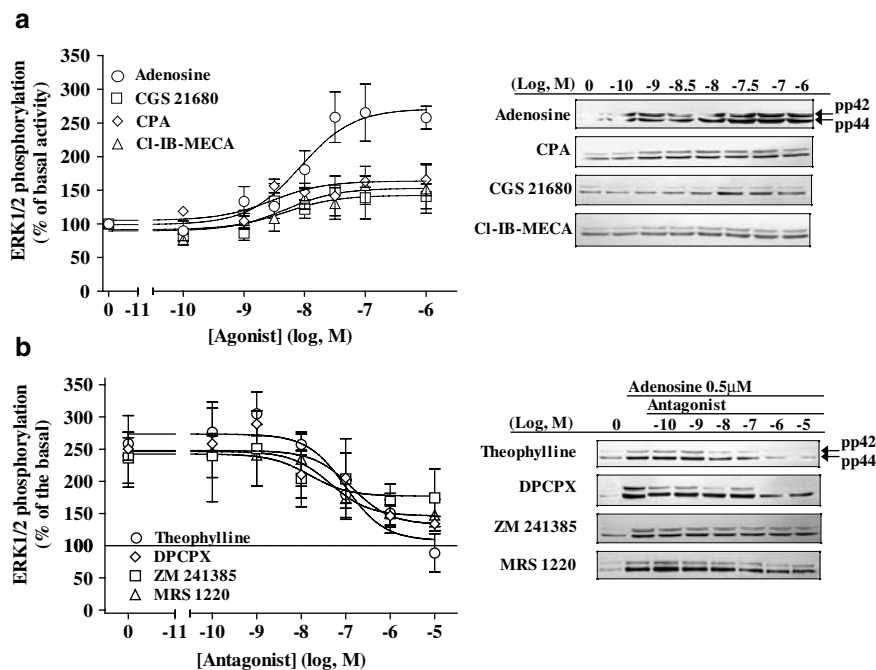 a
ERK1/2 phosphorylation
(% of basal activity)
350
300
250
200
150
100
50
0
Adenosine
CGS 21680
CPA
Cl-IB-MECA
0 -11 -10 -9 -8 -7 -6
[Agonist] (log, M)
(Log, M) 0 -10 -9 -8.5 -8 -7.5 -7 -6
Adenosine
pp42
pp44
CPA
CGS 21680
Cl-IB-MECA
b
ERK1/2 phosphorylation
(% of the basal)
350
300
250
200
150
100
50
0
Theophylline
DPCPX
ZM 241385
MRS 1220
0 -11 -10 -9 -8 -7 -6 -5
[Antagonist] (log, M)
Adenosine 0.5μM
Antagonist
(Log, M) 0 -10 -9 -8 -7 -6 -5
Theophylline
pp42
pp44
DPCPX
ZM 241385
MRS 1220